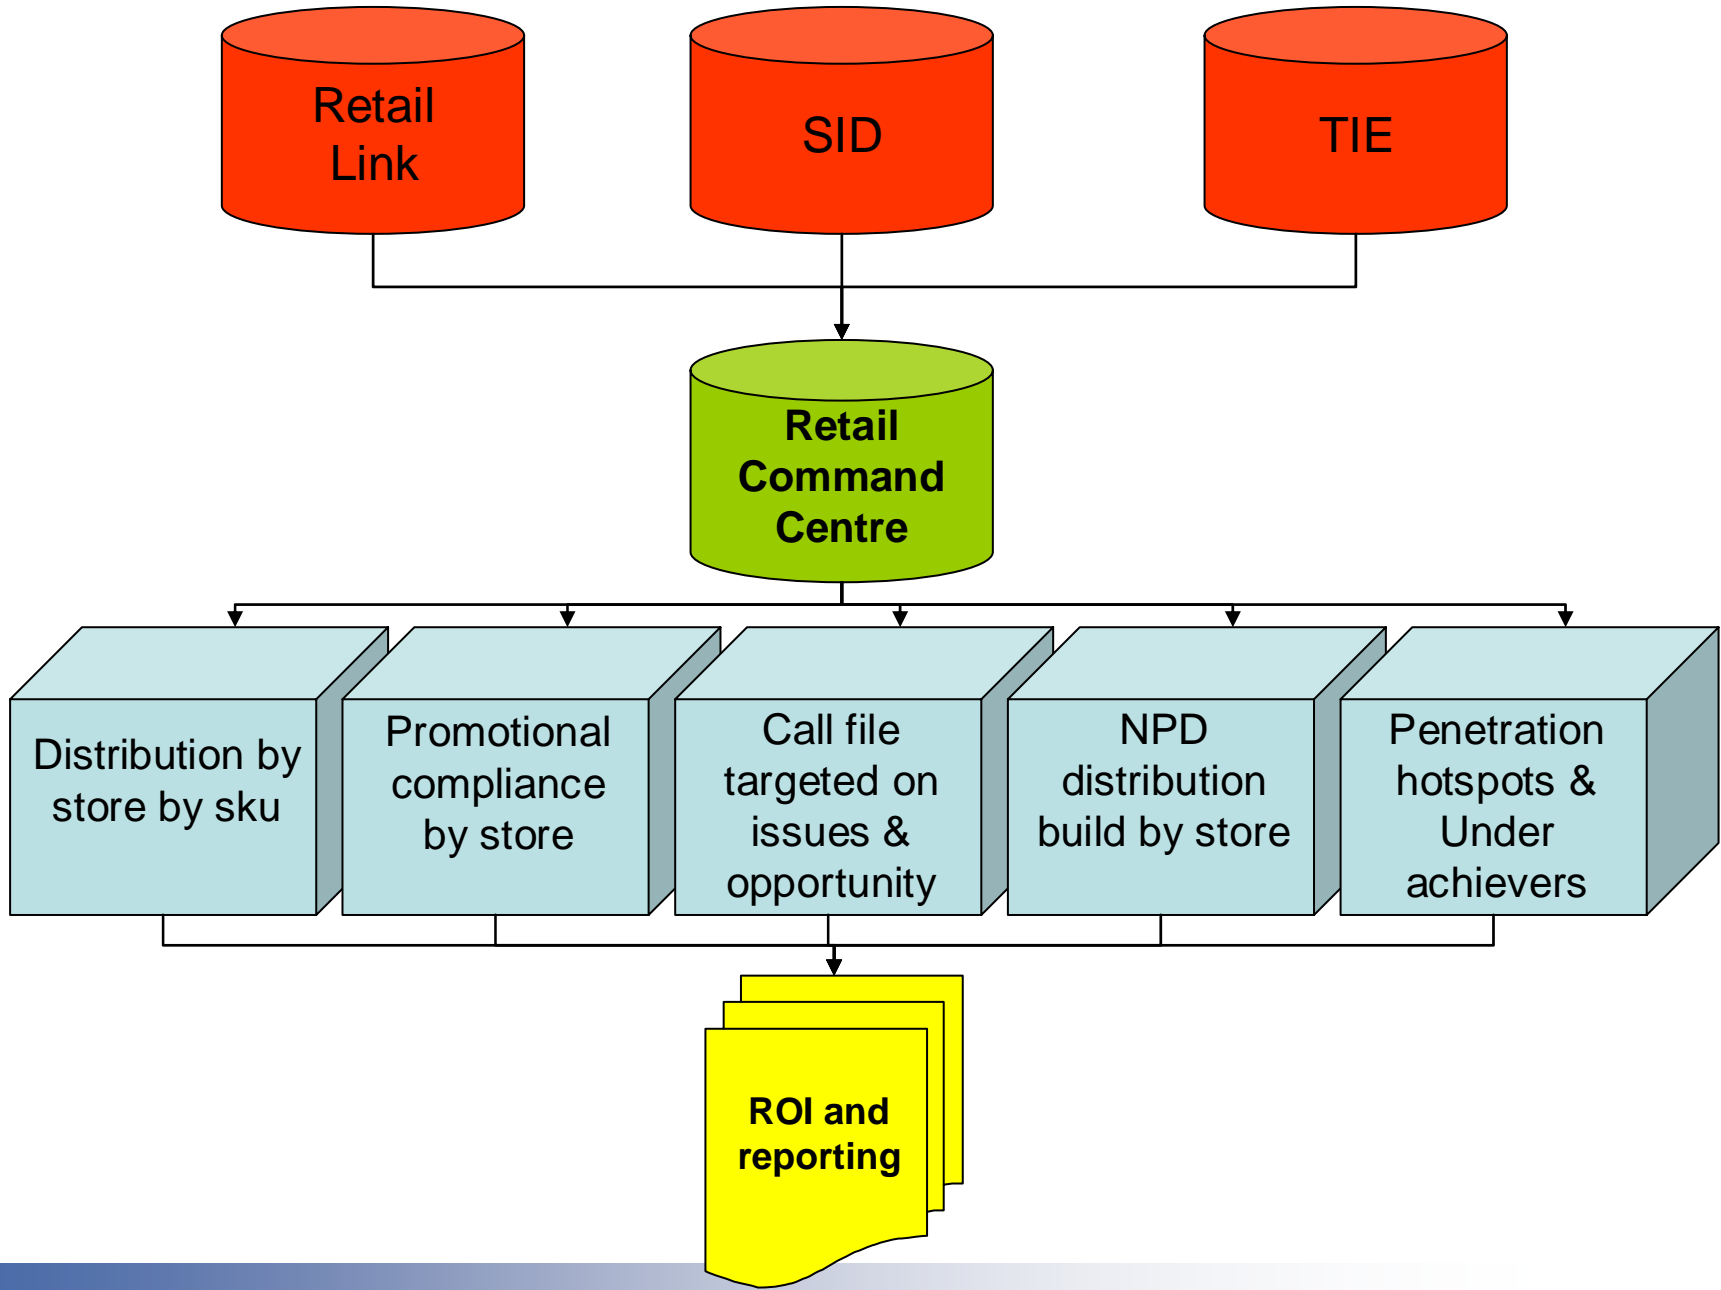 Retail
Link
SID
TIE
Retail
Command
Centre
Distribution by
store by sku
Promotional
compliance
by store
Call file
targeted on
issues &
opportunity
NPD
distribution
build by store
Penetration
hotspots &
Under
achievers
ROI and
reporting